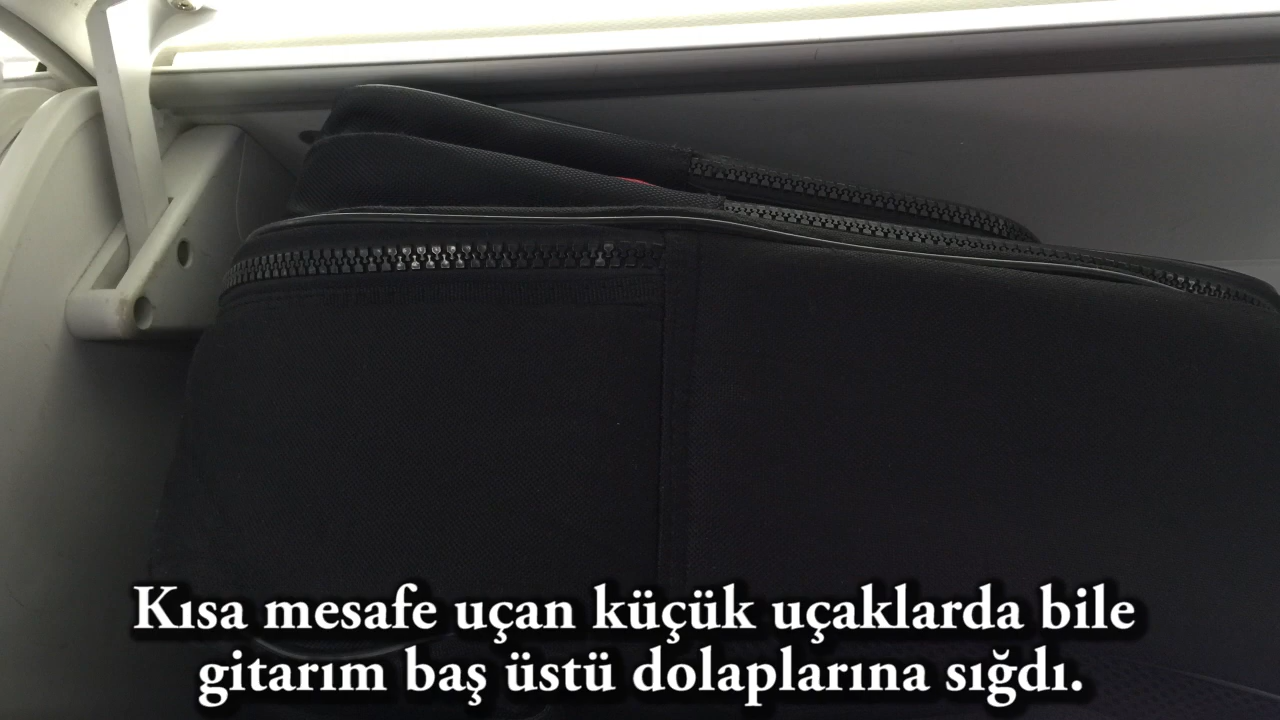 Kısa mesafe uçan küçük uçaklarda bile
gitarım baş üstü dolaplarına sığdı.